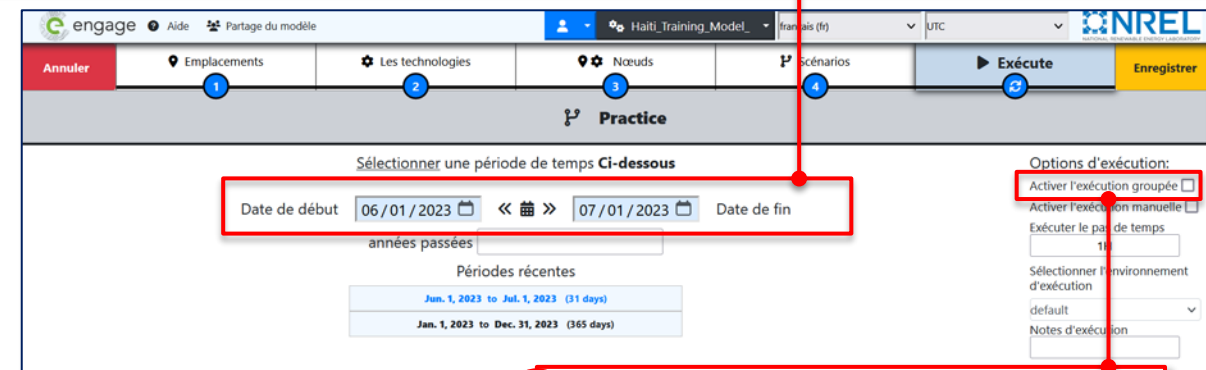 engage Aide Partage du modèle Haiti_Training_Model_ français (fr) UTC NREL
NATIONAL RENEWABLE ENERGY LABORATORY
Annuler Emplacements Les technologies Nœuds Scénarios Exécute Enregistrer
1 2 3 4
Practice
Sélectionner une période de temps Ci-dessous
Date de début 06/01/2023 07/01/2023 Date de fin
années passées
Périodes récentes
Jun. 1, 2023 to Jul. 1, 2023 (31 days)
Jan. 1, 2023 to Dec. 31, 2023 (365 days)
Options d'exécution:
Activer l'exécution groupée
Activer l'exécution manuelle
Exécuter le pas de temps
1H
Sélectionner l'environnement
d'exécution
default
Notes d'exécution